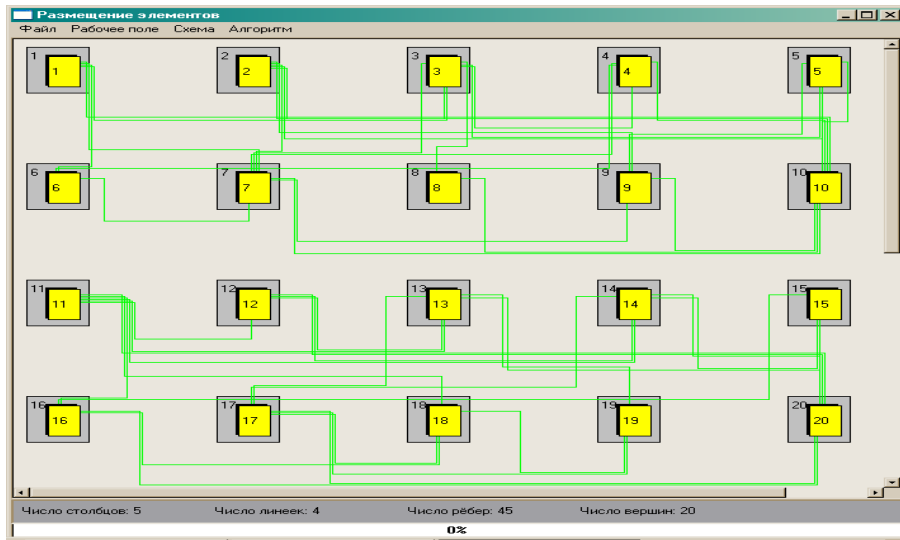 Размещение элементов
Файл Рабочее поле Схема Алгоритм
1 2 3 4 5
1 2 3 4 5
6 7 8 9 10
6 7 8 9 10
11 12 13 14 15
11 12 13 14 15
16 17 18 19 20
16 17 18 19 20
Число столбцов: 5 Число линеек: 4 Число рёбер: 45 Число вершин: 20
0%